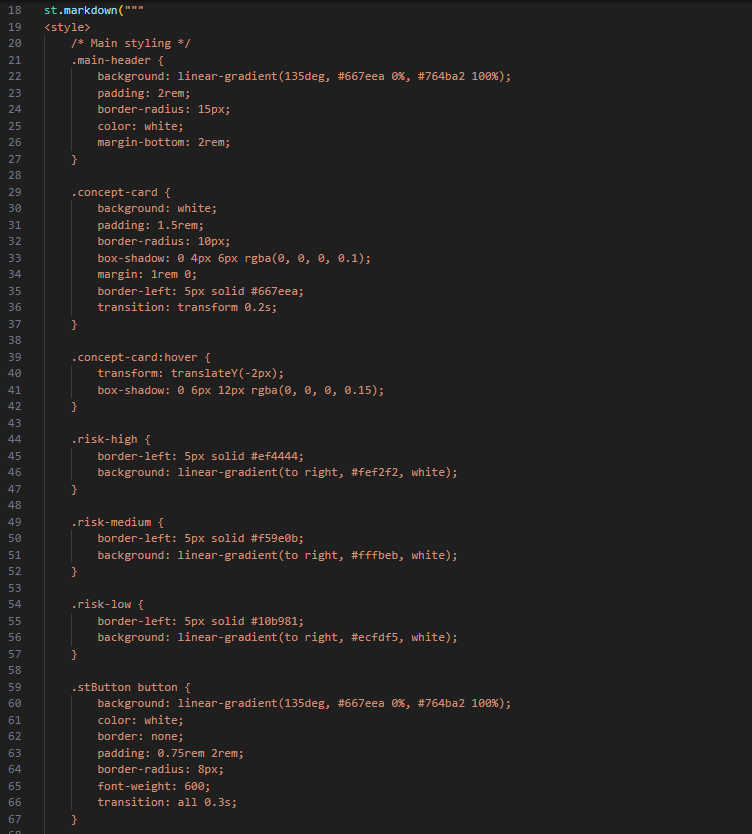 18 st.markdown("""
19 <style>
20     /* Main styling */
21     .main-header {
22         background: linear-gradient(135deg, #667eea 0%, #764ba2 100%);
23         padding: 2rem;
24         border-radius: 15px;
25         color: white;
26         margin-bottom: 2rem;
27     }
28
29     .concept-card {
30         background: white;
31         padding: 1.5rem;
32         border-radius: 10px;
33         box-shadow: 0 4px 6px rgba(0, 0, 0, 0.1);
34         margin: 1rem 0;
35         border-left: 5px solid #667eea;
36         transition: transform 0.2s;
37     }
38
39     .concept-card:hover {
40         transform: translateY(-2px);
41         box-shadow: 0 6px 12px rgba(0, 0, 0, 0.15);
42     }
43
44     .risk-high {
45         border-left: 5px solid #ef4444;
46         background: linear-gradient(to right, #fef2f2, white);
47     }
48
49     .risk-medium {
50         border-left: 5px solid #f59e0b;
51         background: linear-gradient(to right, #fffbeb, white);
52     }
53
54     .risk-low {
55         border-left: 5px solid #10b981;
56         background: linear-gradient(to right, #ecfdf5, white);
57     }
58
59     .stButton button {
60         background: linear-gradient(135deg, #667eea 0%, #764ba2 100%);
61         color: white;
62         border: none;
63         padding: 0.75rem 2rem;
64         border-radius: 8px;
65         font-weight: 600;
66         transition: all 0.3s;
67     }